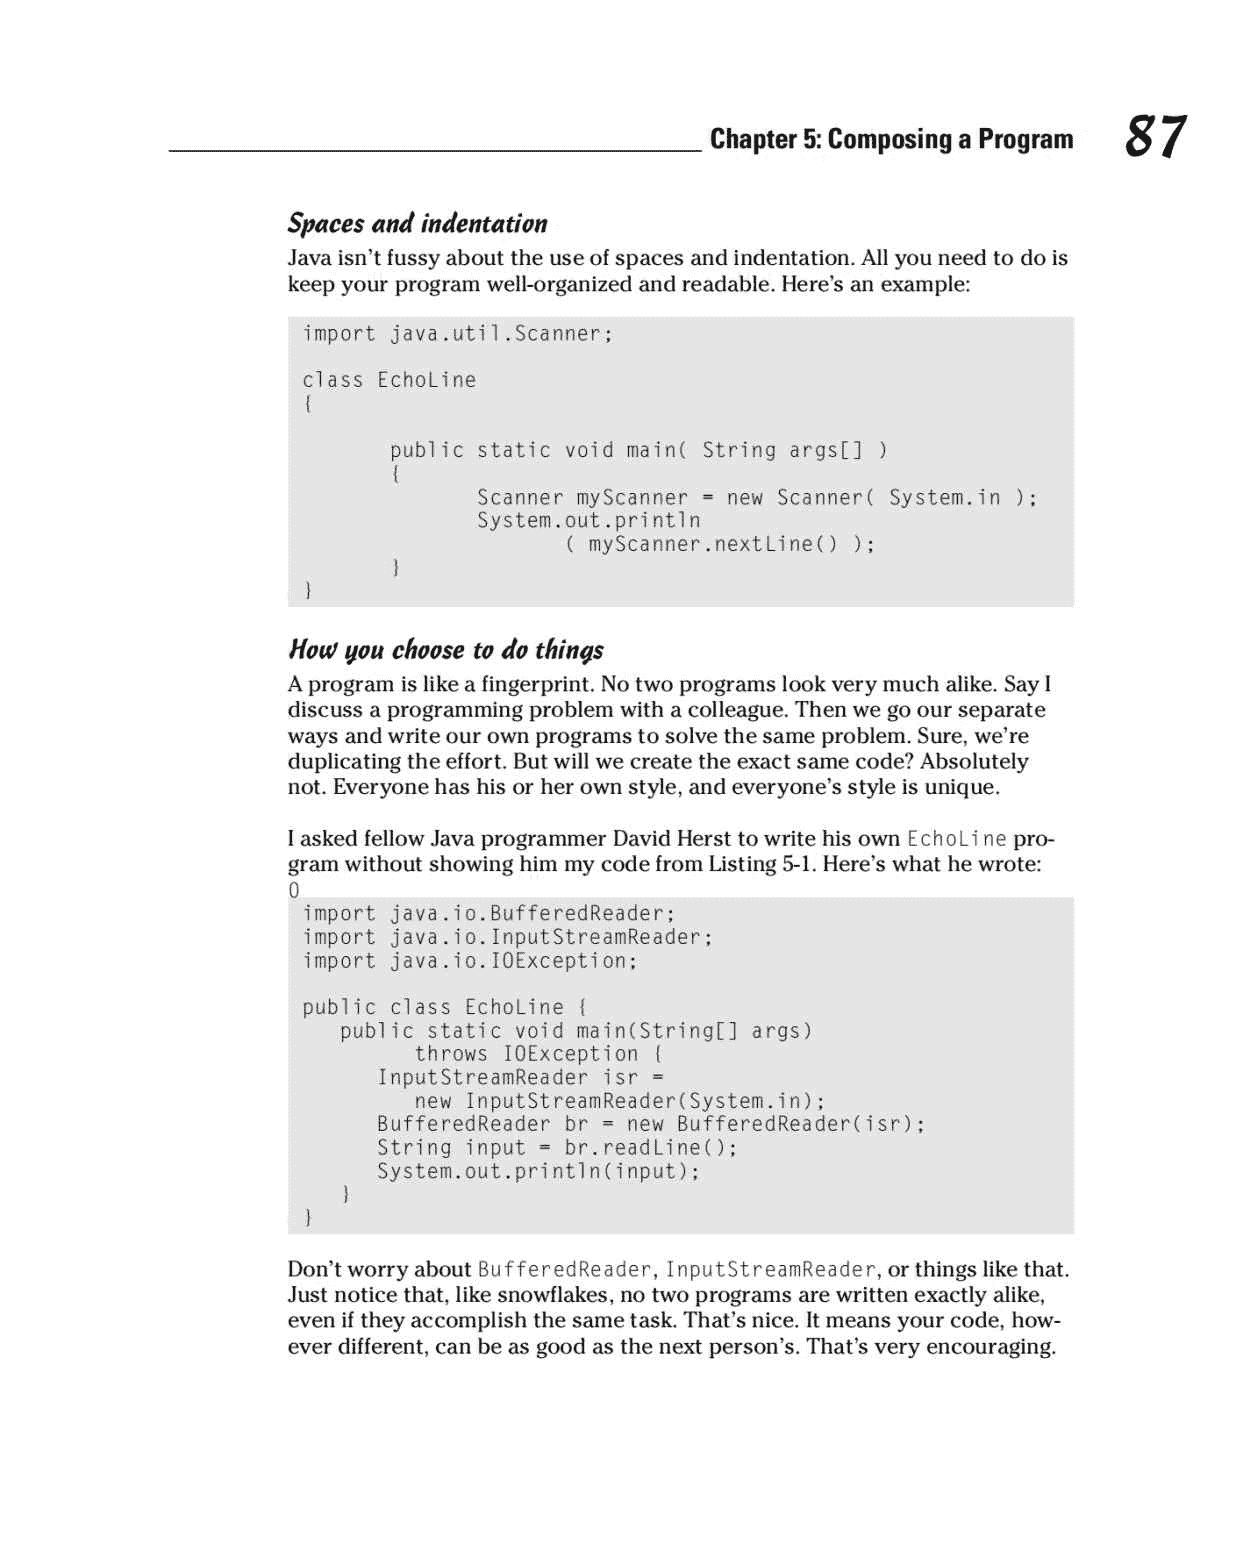 Chapter 5: Composing a Program 87
Spaces and indentation
Java isn't fussy about the use of spaces and indentation. All you need to do is
keep your program well-organized and readable. Here's an example:
import java.util.Scanner;
class EchoLine
{
public static void main( String args[] )
{
Scanner myScanner = new Scanner( System.in );
System.out.println
( myScanner.nextLine() );
}
}
How you choose to do things
A program is like a fingerprint. No two programs look very much alike. Say I
discuss a programming problem with a colleague. Then we go our separate
ways and write our own programs to solve the same problem. Sure, we're
duplicating the effort. But will we create the exact same code? Absolutely
not. Everyone has his or her own style, and everyone's style is unique.
I asked fellow Java programmer David Herst to write his own EchoLine pro-
gram without showing him my code from Listing 5-1. Here's what he wrote:
0
import java.io.BufferedReader;
import java.io.InputStreamReader;
import java.io.IOException;
public class EchoLine {
public static void main(String[] args)
throws IOException {
InputStreamReader isr =
new InputStreamReader(System.in);
BufferedReader br = new BufferedReader(isr);
String input = br.readLine();
System.out.println(input);
}
}
Don't worry about BufferedReader, InputStreamReader, or things like that.
Just notice that, like snowflakes, no two programs are written exactly alike,
even if they accomplish the same task. That's nice. It means your code, how-
ever different, can be as good as the next person's. That's very encouraging.